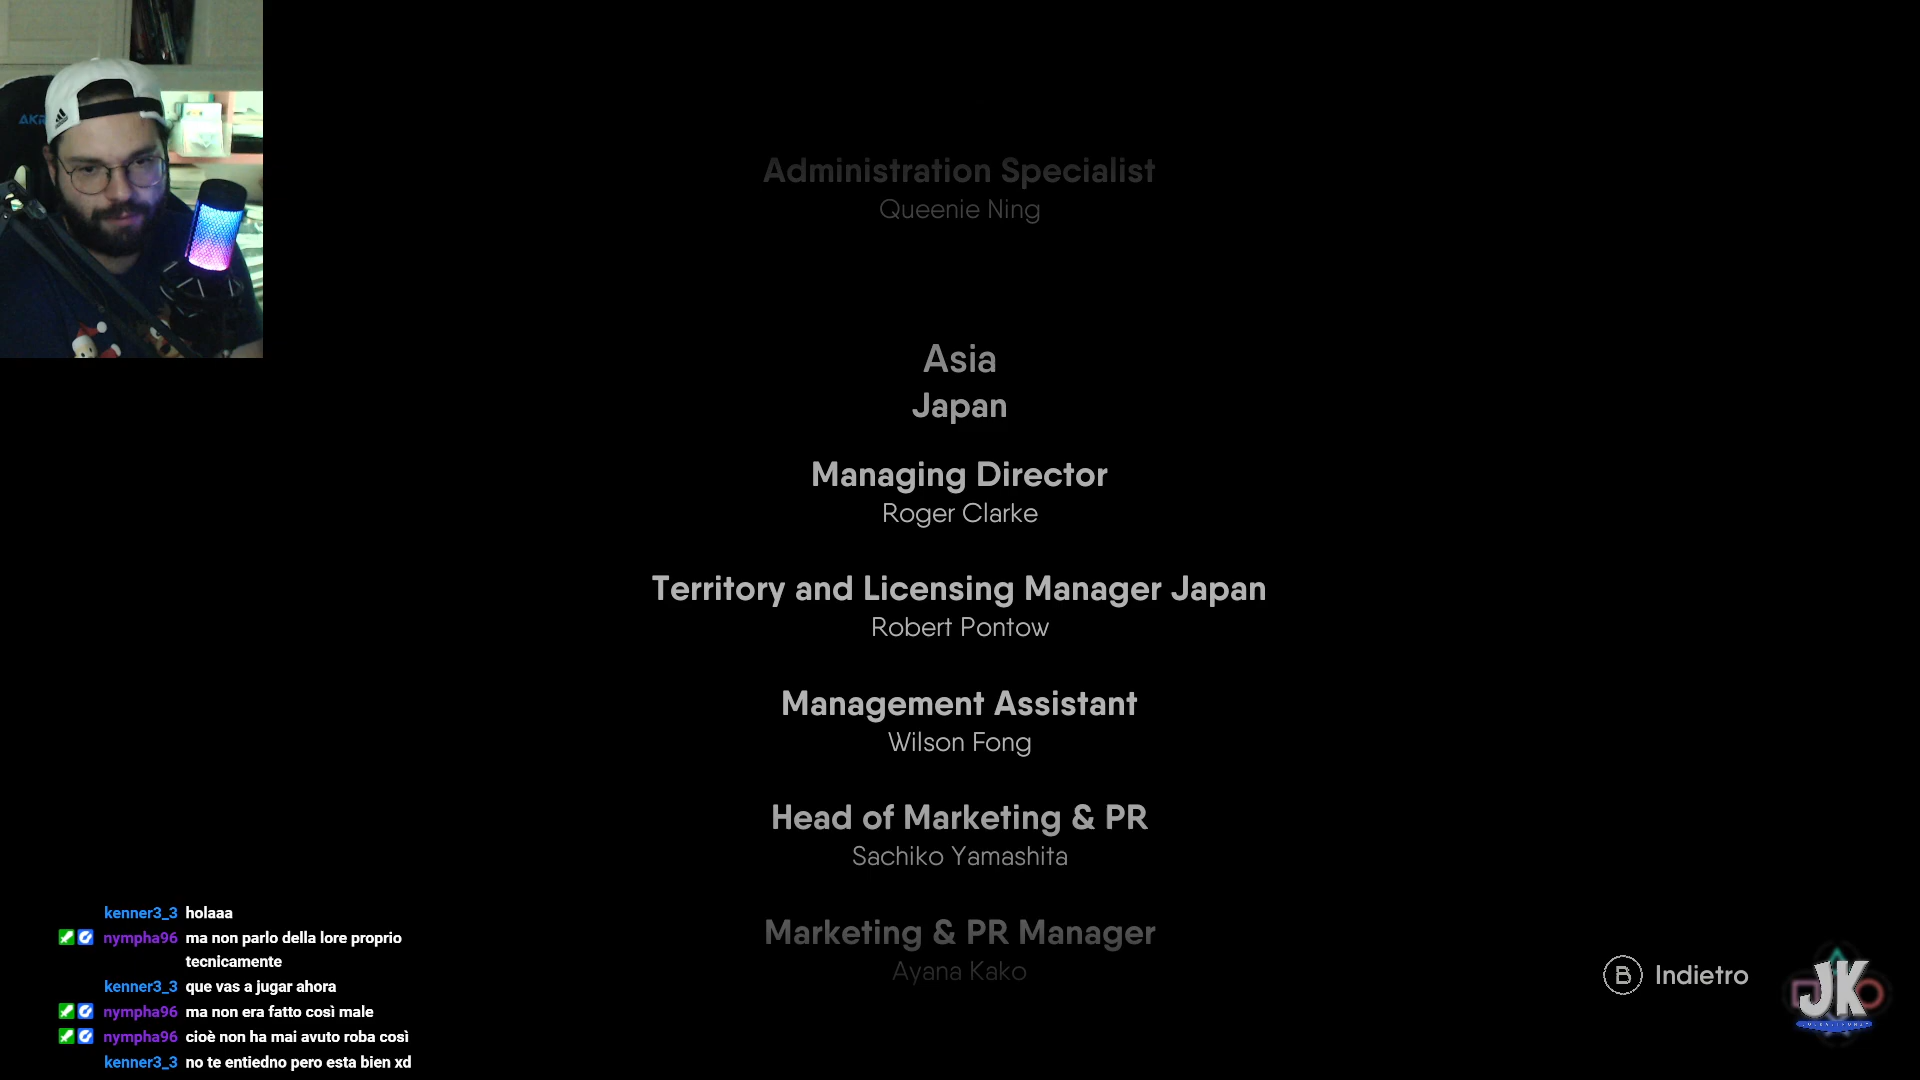 AKR
Administration Specialist
Queenie Ning
Asia
Japan
Managing Director
Roger Clarke
Territory and Licensing Manager Japan
Robert Pontow
Management Assistant
Wilson Fong
Head of Marketing & PR
Sachiko Yamashita
Marketing & PR Manager
Ayana Kako
kenner3_3 holaaa
nympha96 ma non parlo della lore proprio
tecnicamente
kenner3_3 que vas a jugar ahora
nympha96 ma non era fatto così male
nympha96 cioè non ha mai avuto roba così
kenner3_3 no te entiedno pero esta bien xd
B Indietro
JK